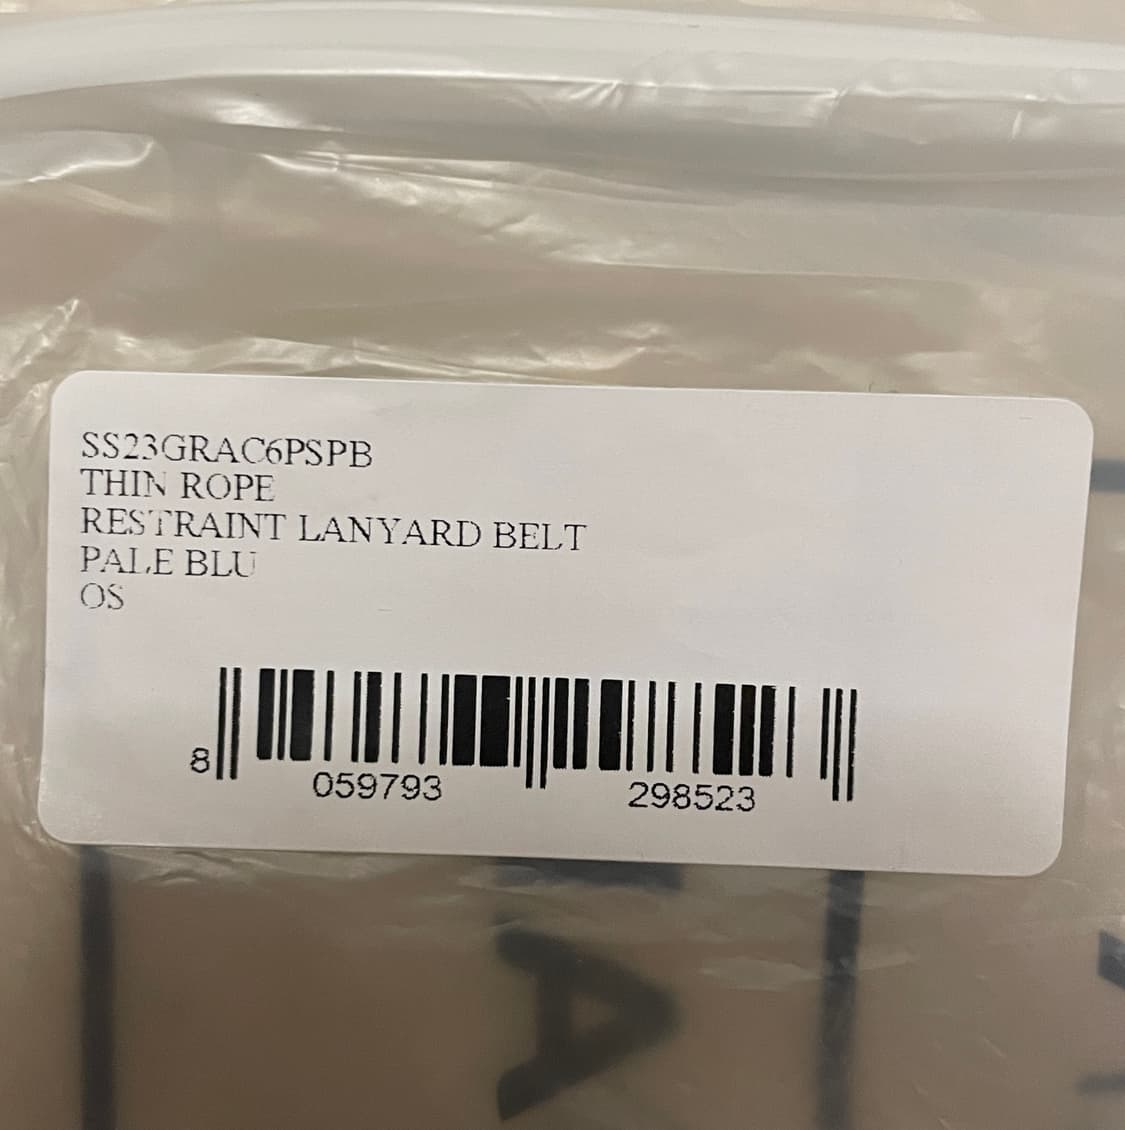 SS23GRAC6PSPB
THIN ROPE
RESTRAINT LANYARD BELT
PALE BLU
OS
8 059793 298523
A